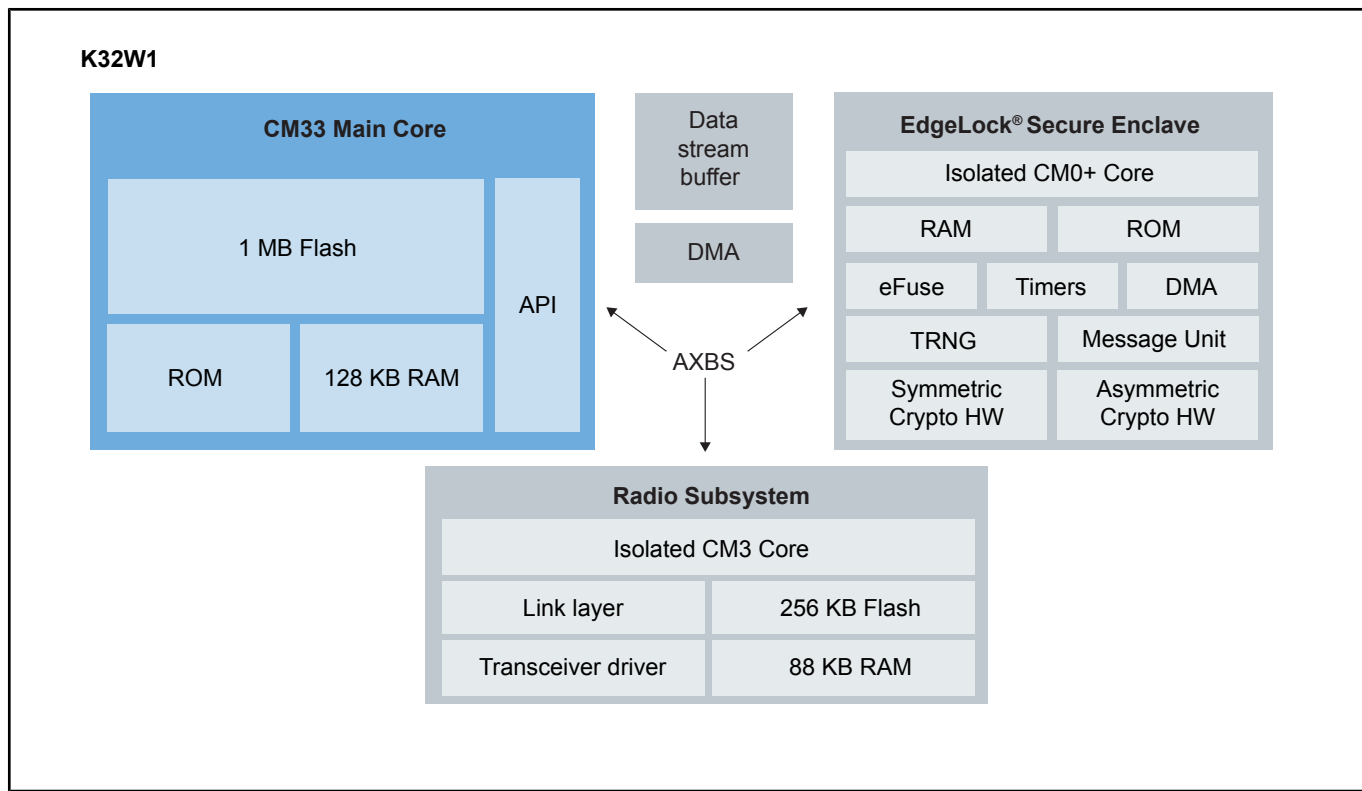 K32W1
CM33 Main Core
1 MB Flash
API
ROM
128 KB RAM
Data
stream
buffer
DMA
AXBS
EdgeLock® Secure Enclave
Isolated CM0+ Core
RAM
ROM
eFuse
Timers
DMA
TRNG
Message Unit
Symmetric
Crypto HW
Asymmetric
Crypto HW
Radio Subsystem
Isolated CM3 Core
Link layer
256 KB Flash
Transceiver driver
88 KB RAM